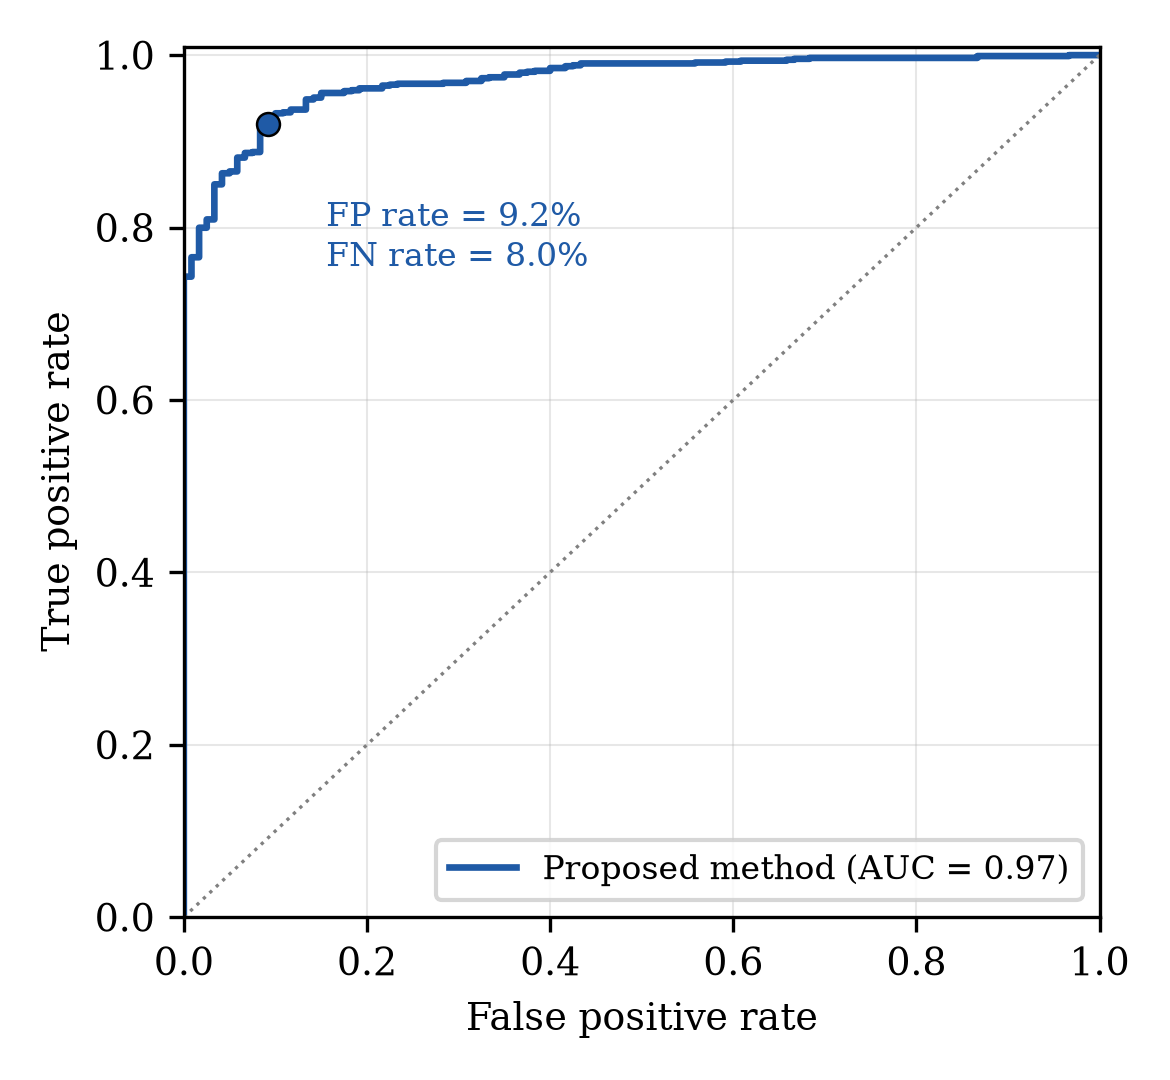 1.0
0.8
0.6
0.4
0.2
0.0
True positive rate
FP rate = 9.2%
FN rate = 8.0%
Proposed method (AUC = 0.97)
0.0 0.2 0.4 0.6 0.8 1.0
False positive rate